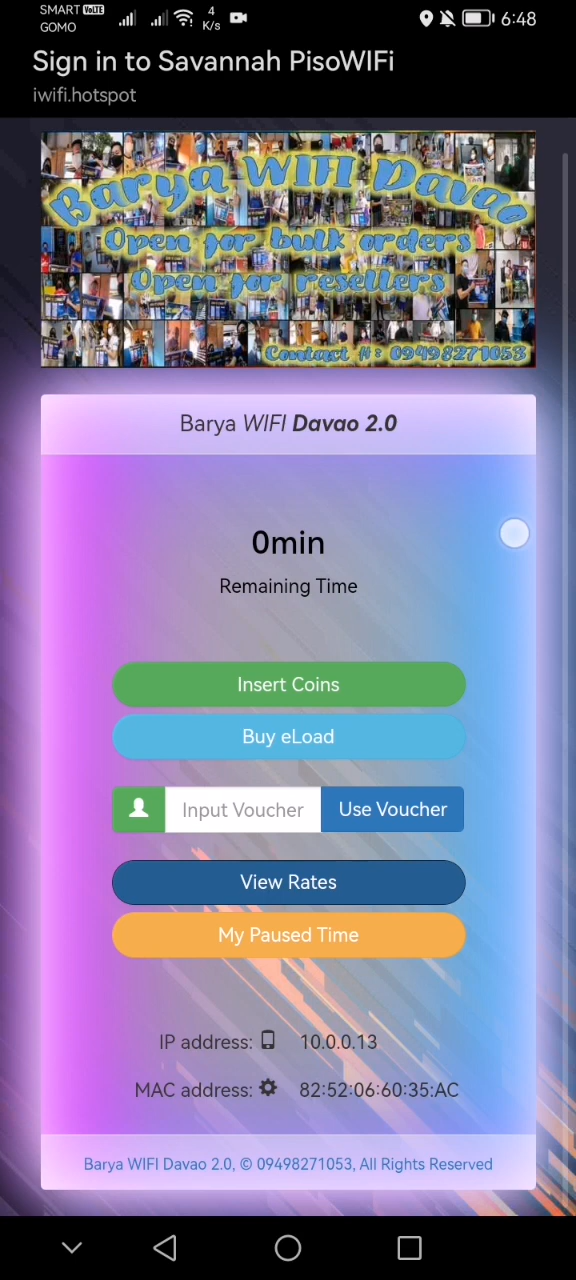 SMART VoLTE
GOMO
4
K/s
6:48
Sign in to Savannah PisoWIFi
iwifi.hotspot
Barya WIFI Davao
Open for bulk orders
Open for resellers
Contact #: 09498271053
Barya WIFI Davao 2.0
0min
Remaining Time
Insert Coins
Buy eLoad
Input Voucher Use Voucher
View Rates
My Paused Time
IP address: 10.0.0.13
MAC address: 82:52:06:60:35:AC
Barya WIFI Davao 2.0, © 09498271053, All Rights Reserved